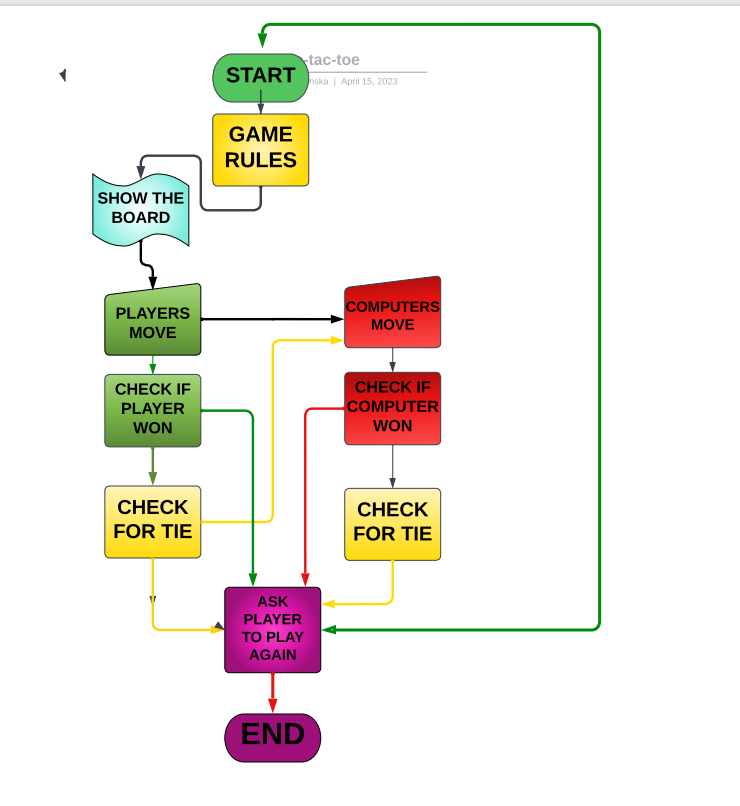 -tac-toe
START
| April 15, 2023
GAME
RULES
SHOW THE
BOARD
PLAYERS
MOVE
COMPUTERS
MOVE
CHECK IF
PLAYER
WON
CHECK IF
COMPUTER
WON
CHECK
FOR TIE
CHECK
FOR TIE
ASK
PLAYER
TO PLAY
AGAIN
END